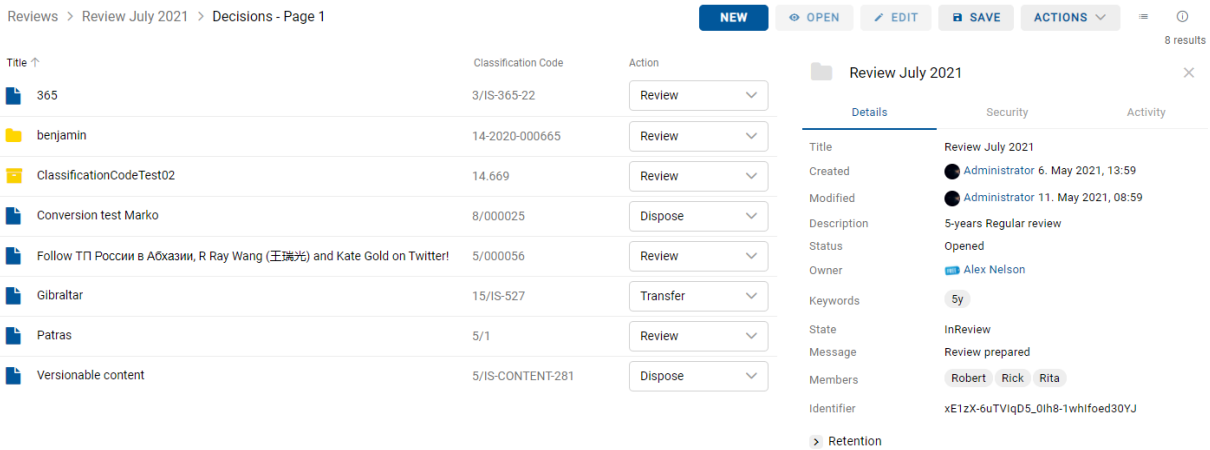 Reviews > Review July 2021 > Decisions - Page 1
NEW OPEN EDIT SAVE ACTIONS
8 results
Title ↑ Classification Code Action
365 3/IS-365-22 Review
benjamin 14-2020-000665 Review
ClassificationCodeTest02 14.669 Review
Conversion test Marko 8/000025 Dispose
Follow ТП России в Абхазии, R Ray Wang (王瑞光) and Kate Gold on Twitter! 5/000056 Review
Gibraltar 15/IS-527 Transfer
Patras 5/1 Review
Versionable content 5/IS-CONTENT-281 Dispose
Review July 2021
Details Security Activity
Title Review July 2021
Created Administrator 6. May 2021, 13:59
Modified Administrator 11. May 2021, 08:59
Description 5-years Regular review
Status Opened
Owner Alex Nelson
Keywords 5y
State InReview
Message Review prepared
Members Robert Rick Rita
Identifier xE1zX-6uTVIqD5_0Ih8-1whIfoed30YJ
> Retention